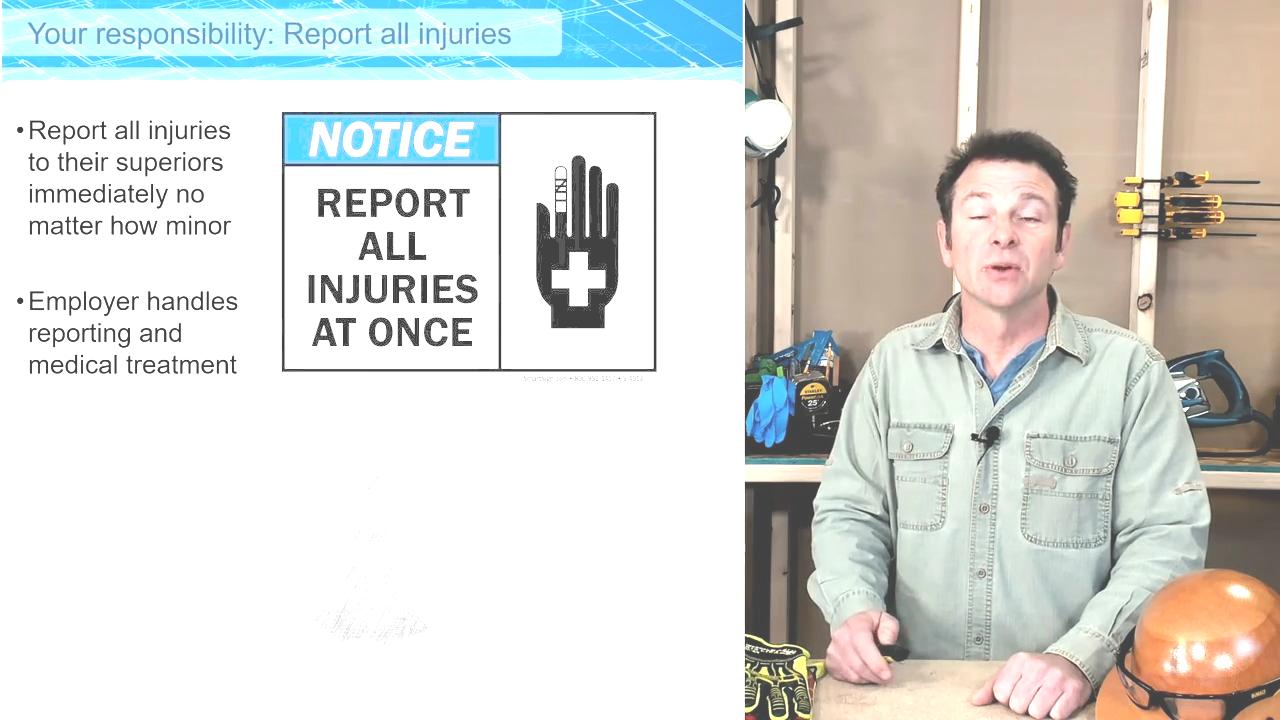 Your responsibility: Report all injuries
•Report all injuries
to their superiors
immediately no
matter how minor
•Employer handles
reporting and
medical treatment
NOTICE
REPORT
ALL
INJURIES
AT ONCE
STANLEY
25'